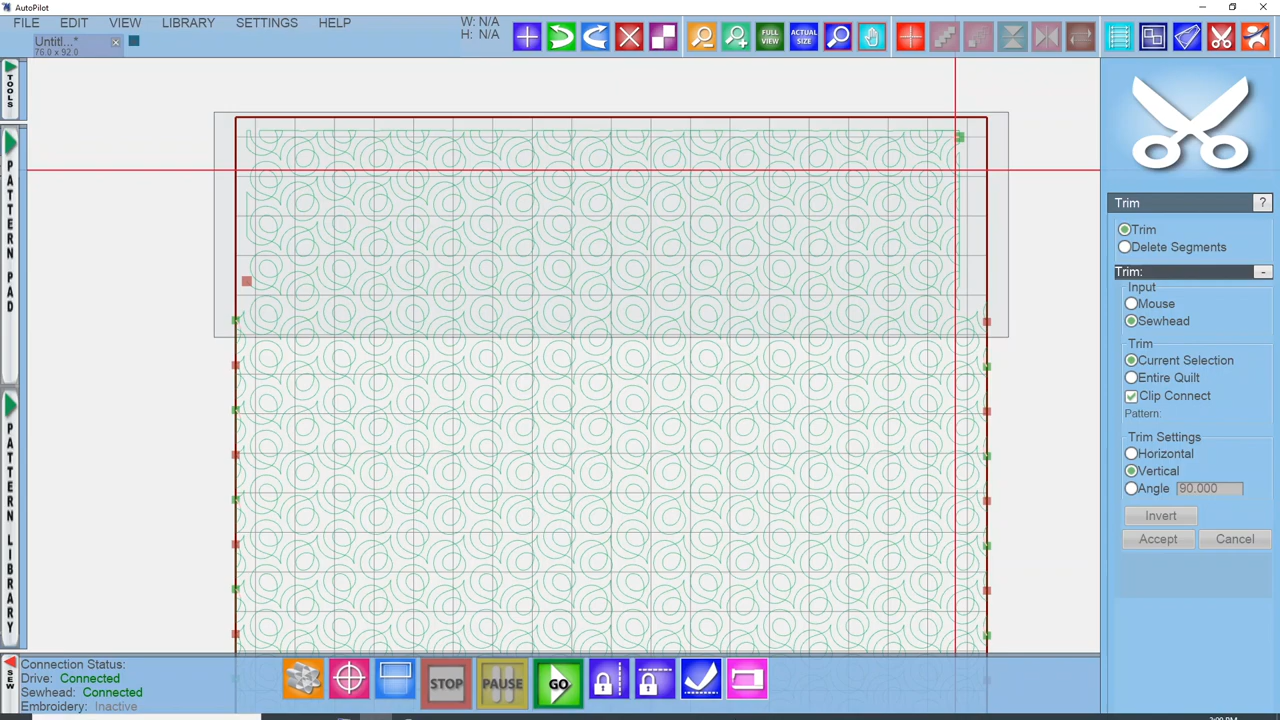 AutoPilot
FILE EDIT VIEW LIBRARY SETTINGS HELP
W: N/A
H: N/A
FULL VIEW
ACTUAL SIZE
Untitl...*
76.0 x 92.0
TOOLS
PATTERN PAD
PATTERN LIBRARY
SEW
Trim ?
Trim
Delete Segments
Trim: -
Input
Mouse
Sewhead
Trim
Current Selection
Entire Quilt
Clip Connect
Pattern:
Trim Settings
Horizontal
Vertical
Angle 90.000
Invert
Accept Cancel
Connection Status:
Drive: Connected
Sewhead: Connected
Embroidery: Inactive
STOP PAUSE GO